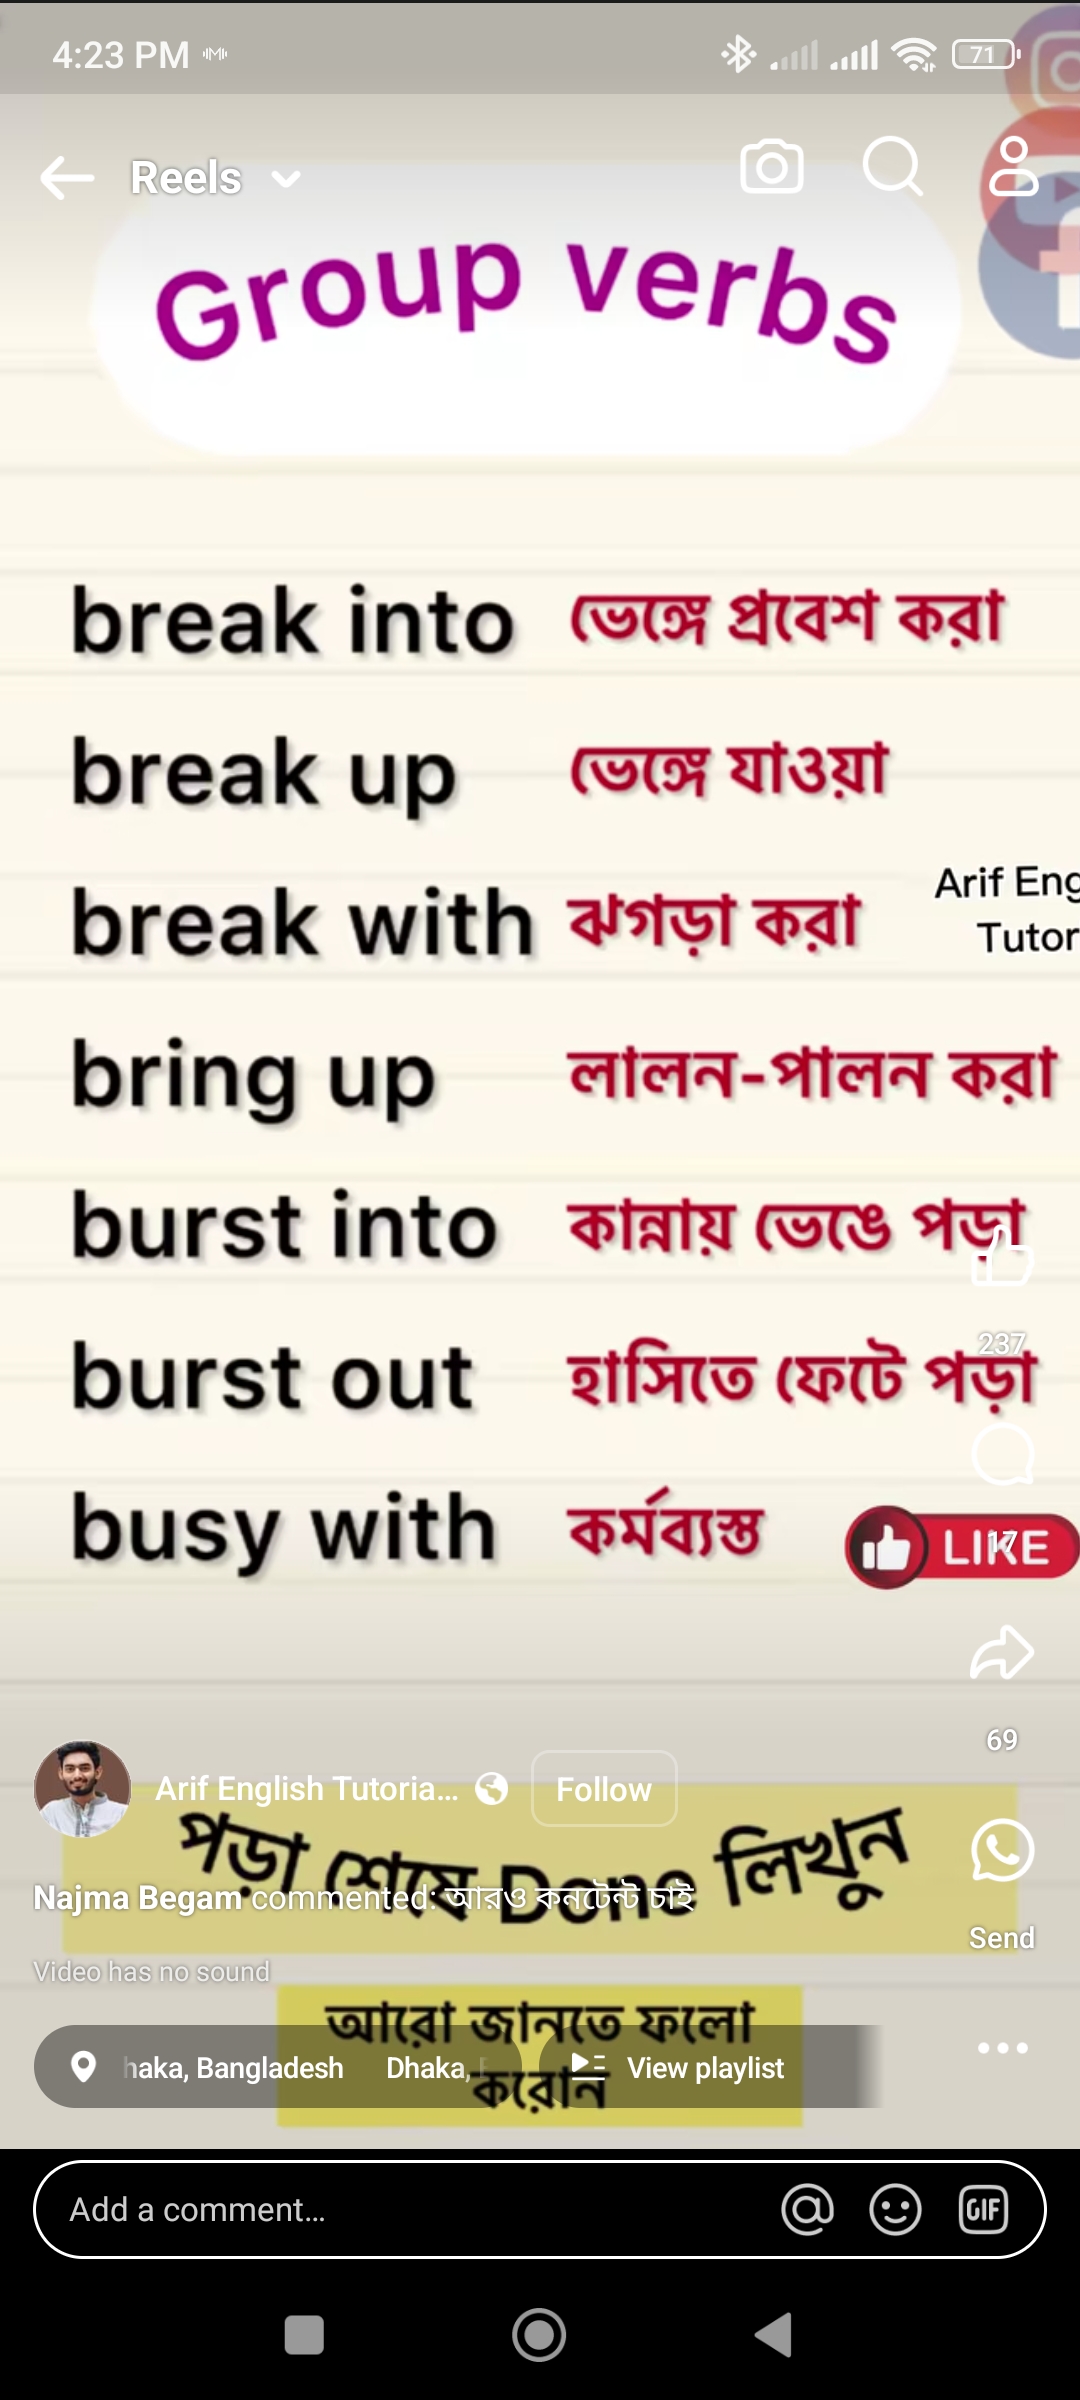 4:23 PM
71
Reels
Group verbs
break into ভেঙ্গে প্রবেশ করা
break up ভেঙ্গে যাওয়া
break with ঝগড়া করা
Arif Eng
Tutor
bring up লালন-পালন করা
burst into কান্নায় ভেঙে পড়া
237
burst out হাসিতে ফেটে পড়া
busy with কর্মব্যস্ত
LIKE
17
69
Arif English Tutoria... Follow
পড়া শেষে Done লিখুন
Najma Begam commented: আরও কনটেন্ট চাই
Send
Video has no sound
আরো জানতে ফলো
করোন
haka, Bangladesh Dhaka, View playlist
Add a comment...
GIF